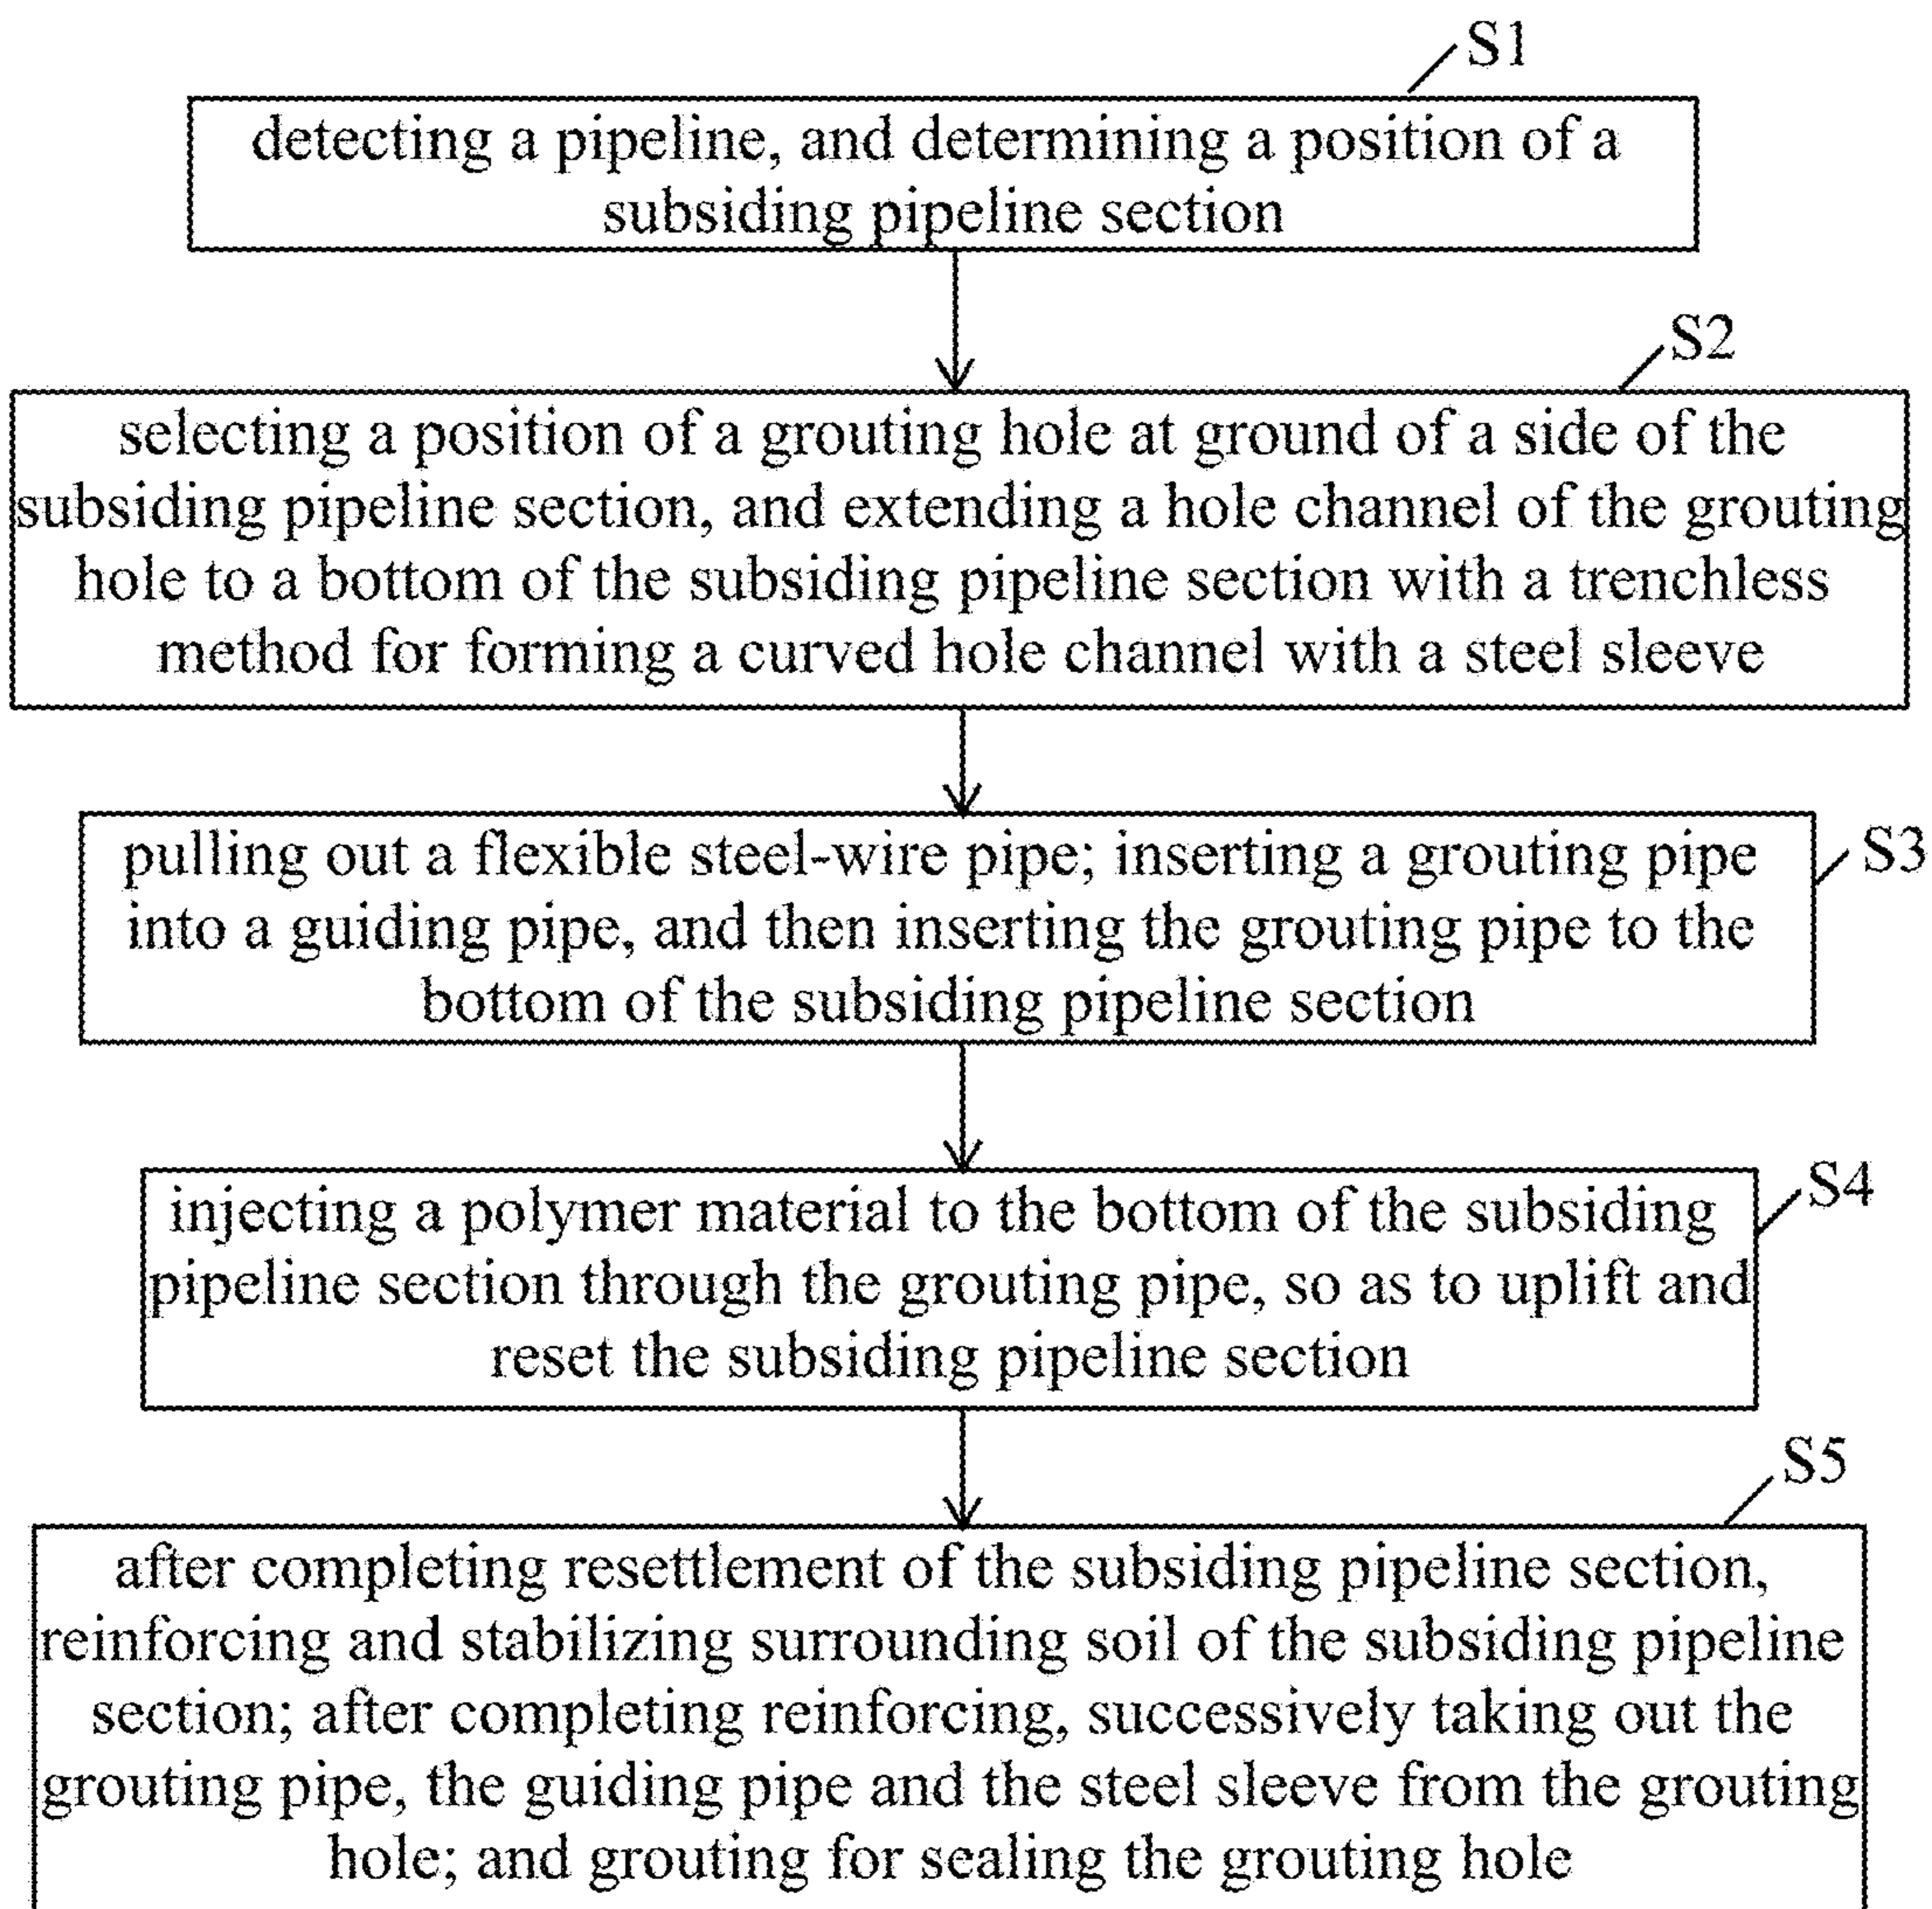 S1
detecting a pipeline, and determining a position of a
subsiding pipeline section
S2
selecting a position of a grouting hole at ground of a side of the
subsiding pipeline section, and extending a hole channel of the grouting
hole to a bottom of the subsiding pipeline section with a trenchless
method for forming a curved hole channel with a steel sleeve
S3
pulling out a flexible steel-wire pipe; inserting a grouting pipe
into a guiding pipe, and then inserting the grouting pipe to the
bottom of the subsiding pipeline section
S4
injecting a polymer material to the bottom of the subsiding
pipeline section through the grouting pipe, so as to uplift and
reset the subsiding pipeline section
S5
after completing resettlement of the subsiding pipeline section,
reinforcing and stabilizing surrounding soil of the subsiding pipeline
section; after completing reinforcing, successively taking out the
grouting pipe, the guiding pipe and the steel sleeve from the grouting
hole; and grouting for sealing the grouting hole